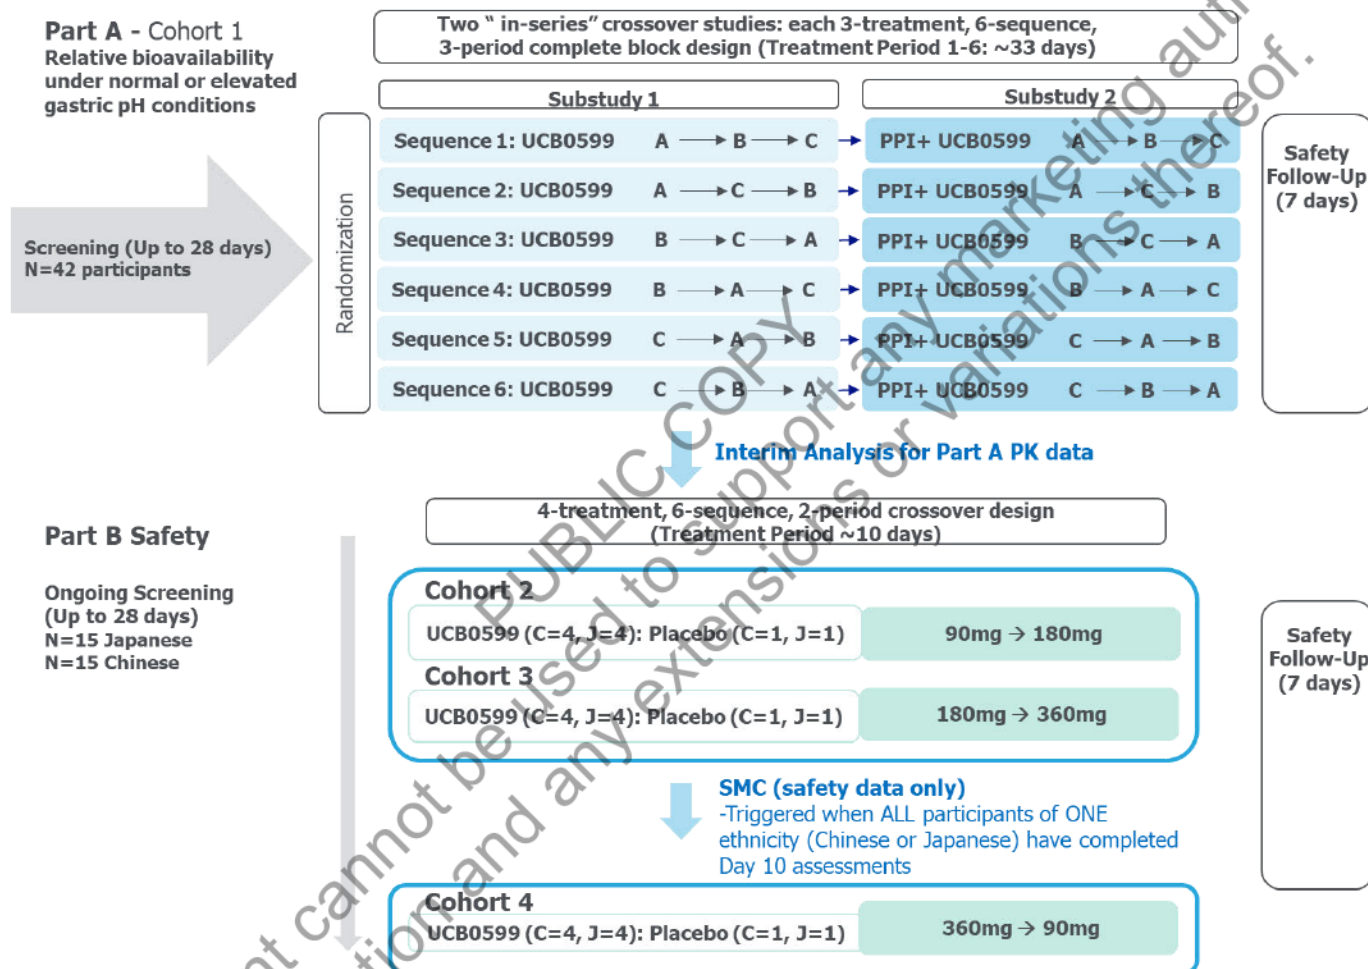 Part A - Cohort 1
Relative bioavailability
under normal or elevated
gastric pH conditions
Two " in-series" crossover studies: each 3-treatment, 6-sequence,
3-period complete block design (Treatment Period 1-6: ~33 days)
Substudy 1
Substudy 2
Screening (Up to 28 days)
N=42 participants
Randomization
Sequence 1: UCB0599 A → B → C → PPI+ UCB0599 A → B → C
Sequence 2: UCB0599 A → C → B → PPI+ UCB0599 A → C → B
Sequence 3: UCB0599 B → C → A → PPI+ UCB0599 B → C → A
Sequence 4: UCB0599 B → A → C → PPI+ UCB0599 B → A → C
Sequence 5: UCB0599 C → A → B → PPI+ UCB0599 C → A → B
Sequence 6: UCB0599 C → B → A → PPI+ UCB0599 C → B → A
Safety
Follow-Up
(7 days)
Interim Analysis for Part A PK data
Part B Safety
Ongoing Screening
(Up to 28 days)
N=15 Japanese
N=15 Chinese
4-treatment, 6-sequence, 2-period crossover design
(Treatment Period ~10 days)
Cohort 2
UCB0599 (C=4, J=4): Placebo (C=1, J=1) 90mg → 180mg
Cohort 3
UCB0599 (C=4, J=4): Placebo (C=1, J=1) 180mg → 360mg
SMC (safety data only)
-Triggered when ALL participants of ONE
ethnicity (Chinese or Japanese) have completed
Day 10 assessments
Cohort 4
UCB0599 (C=4, J=4): Placebo (C=1, J=1) 360mg → 90mg
Safety
Follow-Up
(7 days)
PUBLIC COPY
cannot be used to support any marketing
and any extensions or variations thereof.